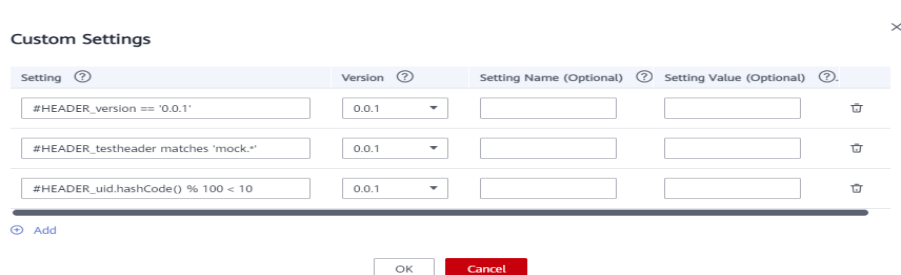 Custom Settings
Setting Version Setting Name (Optional) Setting Value (Optional)
#HEADER_version == '0.0.1' 0.0.1
#HEADER_testheader matches 'mock.*' 0.0.1
#HEADER_uid.hashCode() % 100 < 10 0.0.1
Add
OK Cancel